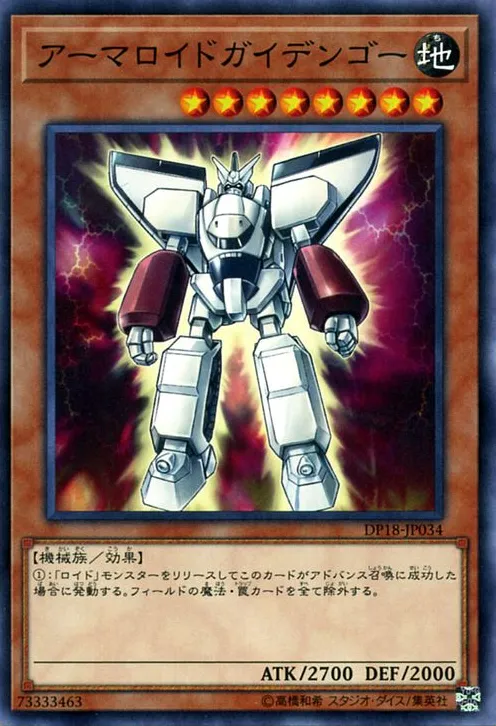 アーマロイドガイデンゴー
地
DP18-JP034
【機械族/効果】
①:「ロイド」モンスターをリリースしてこのカードがアドバンス召喚に成功した
場合に発動する。フィールドの魔法・罠カードを全て除外する。
ATK/2700 DEF/2000
73333463
©高橋和希 スタジオ・ダイス/集英社